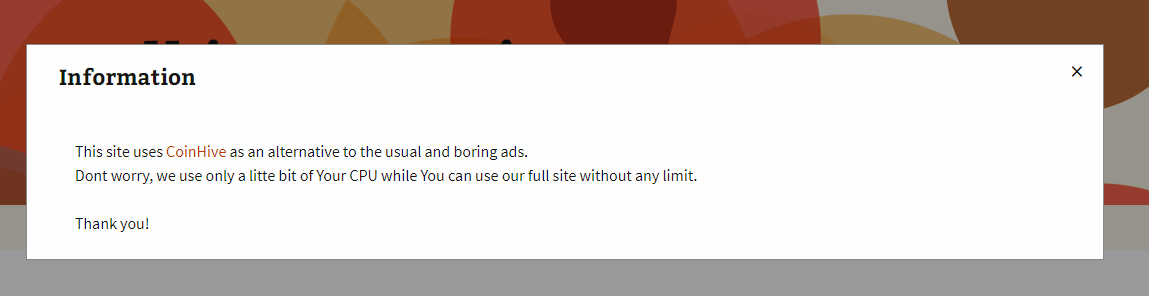 Information
This site uses CoinHive as an alternative to the usual and boring ads.
Dont worry, we use only a litte bit of Your CPU while You can use our full site without any limit.
Thank you!